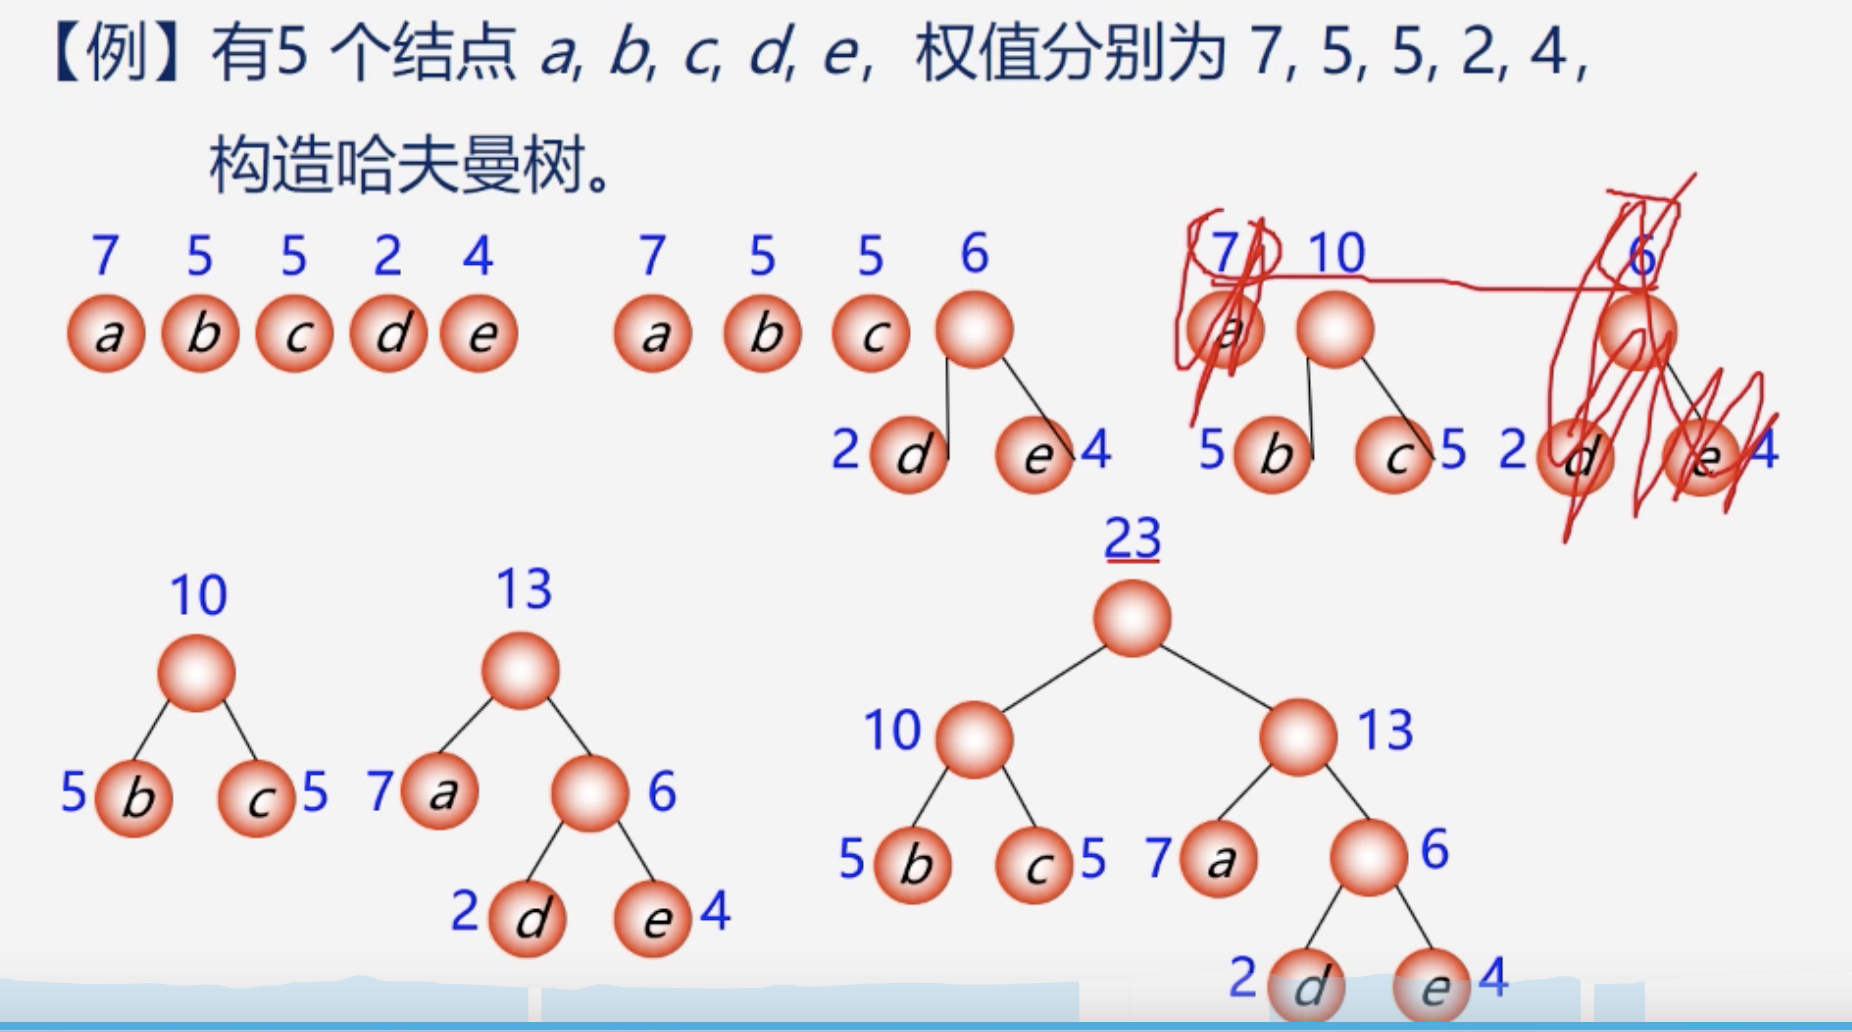 【例】有5 个结点 a, b, c, d, e, 权值分别为 7, 5, 5, 2, 4,
构造哈夫曼树。
7 5 5 2 4
a b c d e
7 5 5 6
a b c
2 d e 4
7 10 6
a
5 b c 5 2 d e 4
10
5 b c 5
13
7 a 6
2 d e 4
23
10 13
5 b c 5 7 a 6
2 d e 4